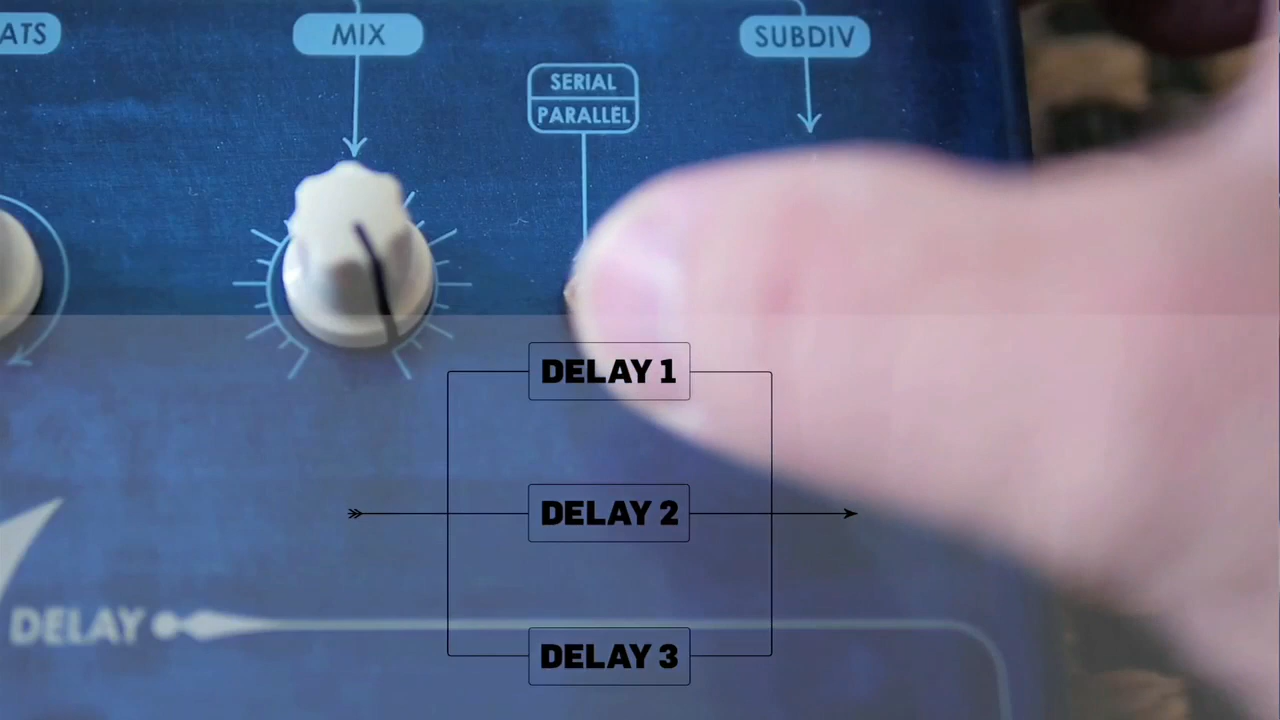 ATS
MIX
SUBDIV
SERIAL
PARALLEL
DELAY 1
DELAY 2
DELAY
DELAY 3